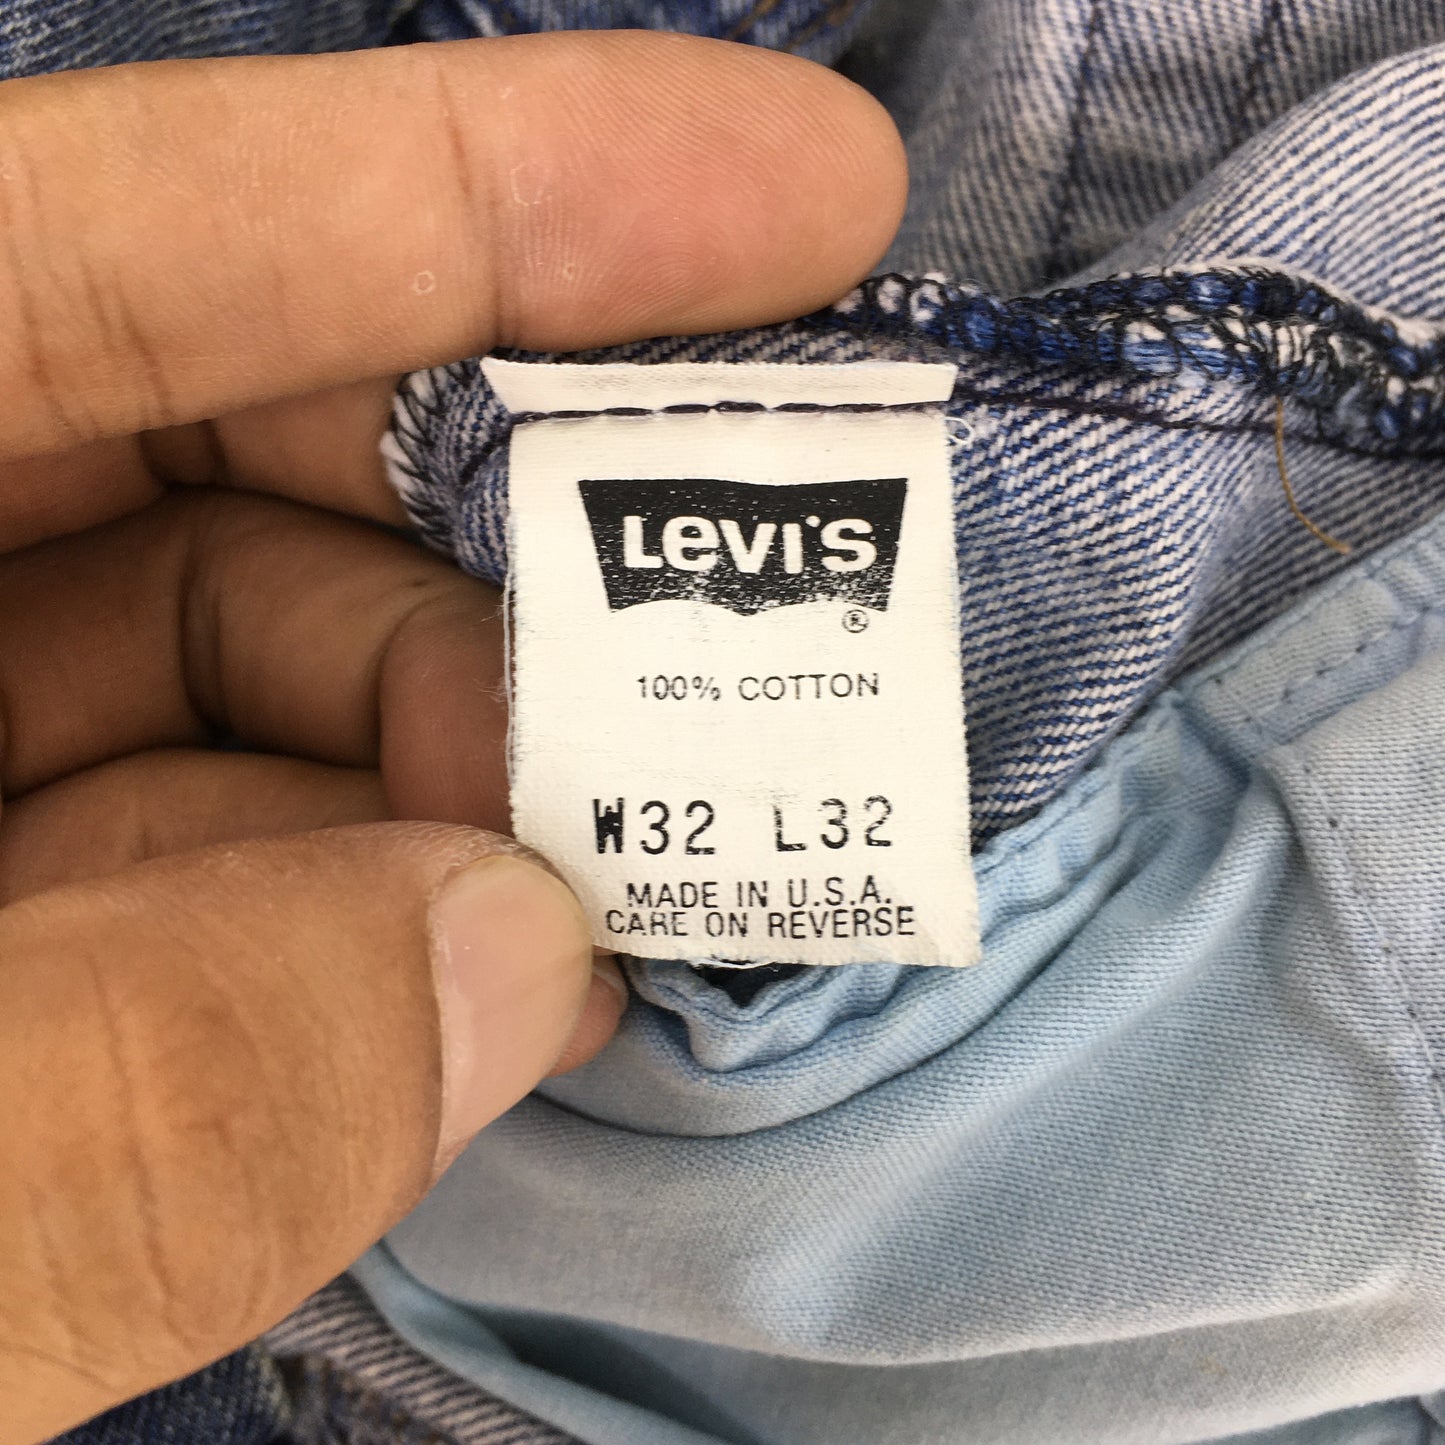 Levi's
®
100% COTTON
W32 L32
MADE IN U.S.A.
CARE ON REVERSE